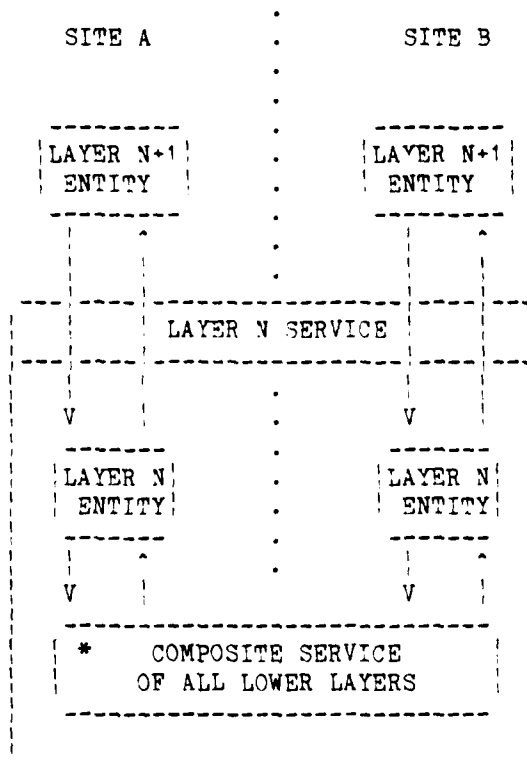 SITE A SITE B
LAYER N+1 LAYER N+1
ENTITY ENTITY
LAYER N SERVICE
V V
LAYER N LAYER N
ENTITY ENTITY
V V
* COMPOSITE SERVICE
OF ALL LOWER LAYERS